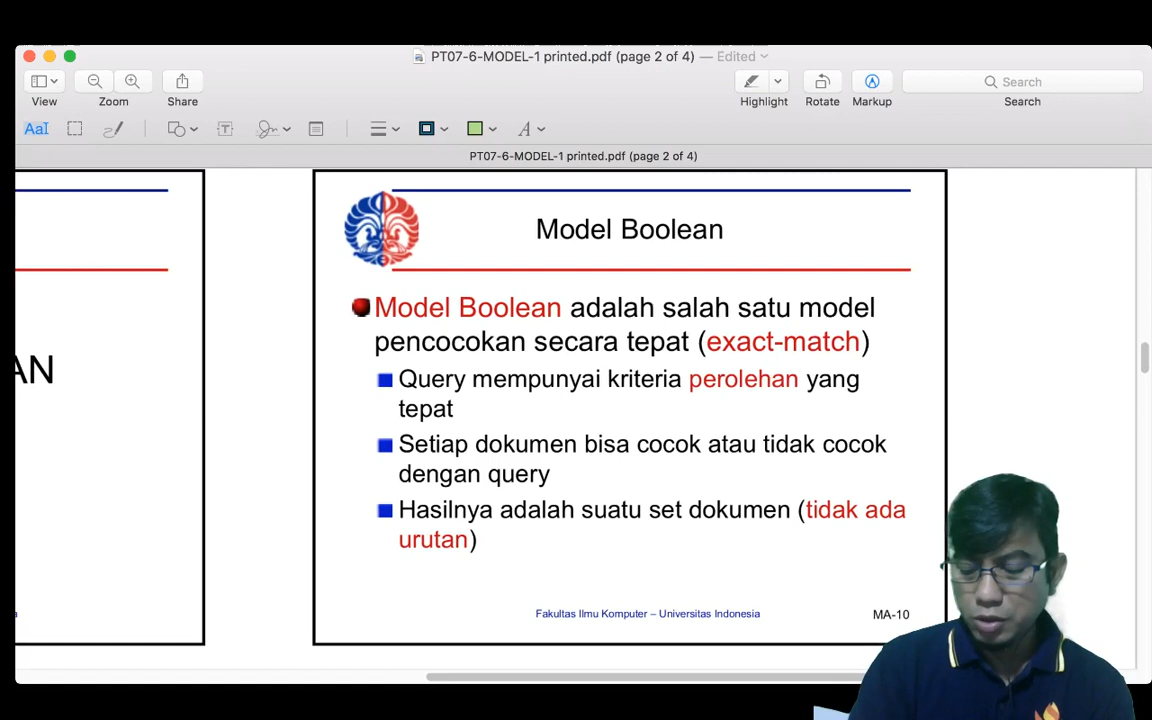 PT07-6-MODEL-1 printed.pdf (page 2 of 4) — Edited
View
Zoom
Share
Highlight
Rotate
Markup
Search
Search
AaI
T
A
PT07-6-MODEL-1 printed.pdf (page 2 of 4)
AN
Model Boolean
Model Boolean adalah salah satu model
pencocokan secara tepat (exact-match)
Query mempunyai kriteria perolehan yang
tepat
Setiap dokumen bisa cocok atau tidak cocok
dengan query
Hasilnya adalah suatu set dokumen (tidak ada
urutan)
Fakultas Ilmu Komputer – Universitas Indonesia
MA-10